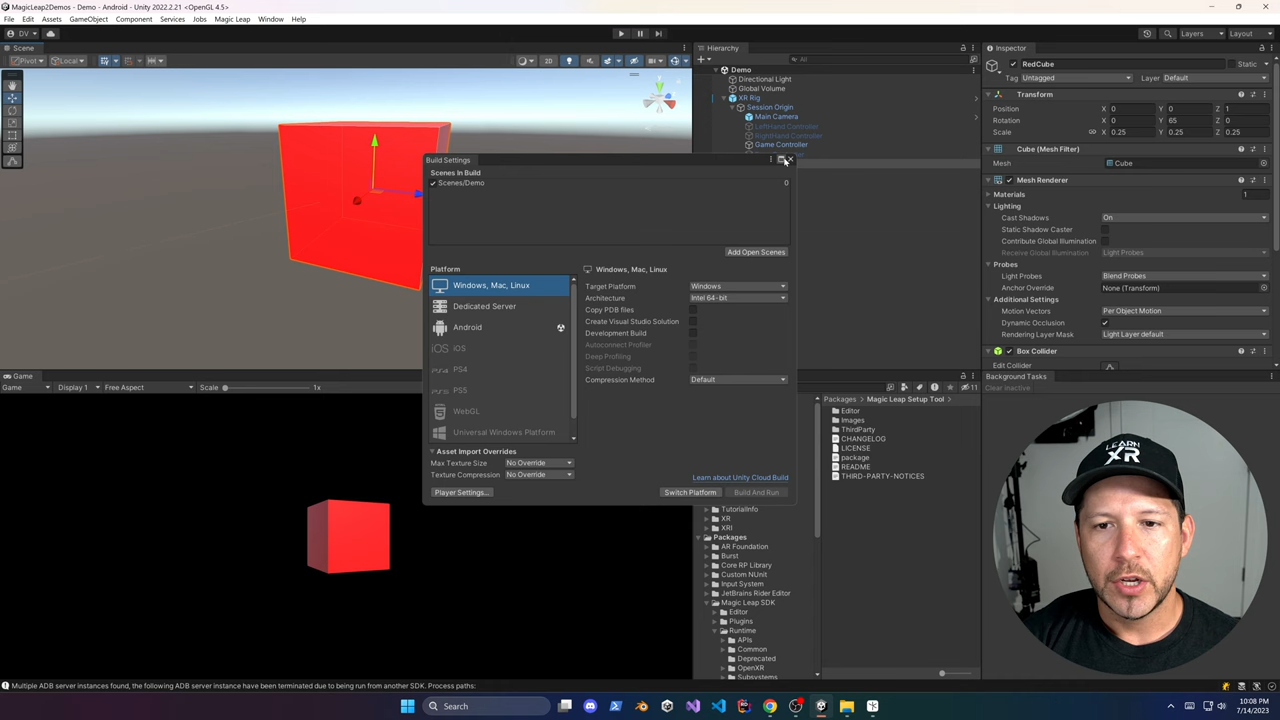 MagicLeap2Demos - Demo - Android - Unity 2022.2.21 <OpenGL 4.5>
File Edit Assets GameObject Component Services Jobs Magic Leap Window Help
DV
Layers
Layout
Scene
Pivot
Local
2D
Hierarchy
All
Demo
Directional Light
Global Volume
XR Rig
Session Origin
Main Camera
LeftHand Controller
RightHand Controller
Game Controller
Inspector
RedCube
Static
Tag Untagged Layer Default
Transform
Position X 0 Y 0 Z 1
Rotation X 0 Y 65 Z 0
Scale X 0.25 Y 0.25 Z 0.25
Cube (Mesh Filter)
Mesh Cube
Mesh Renderer
Materials 1
Lighting
Cast Shadows On
Static Shadow Caster
Contribute Global Illumination
Receive Global Illumination Light Probes
Probes
Light Probes Blend Probes
Anchor Override None (Transform)
Additional Settings
Motion Vectors Per Object Motion
Dynamic Occlusion
Rendering Layer Mask Light Layer default
Box Collider
Edit Collider
Background Tasks
Clear inactive
Build Settings
Scenes In Build
Scenes/Demo 0
Add Open Scenes
Platform
Windows, Mac, Linux
Dedicated Server
Android
iOS iOS
PS4
PS5
WebGL
Universal Windows Platform
Windows, Mac, Linux
Target Platform Windows
Architecture Intel 64-bit
Copy PDB files
Create Visual Studio Solution
Development Build
Autoconnect Profiler
Deep Profiling
Script Debugging
Compression Method Default
Asset Import Overrides
Max Texture Size No Override
Texture Compression No Override
Learn about Unity Cloud Build
Player Settings...
Switch Platform
Build And Run
Game
Game Display 1 Free Aspect Scale 1x
11
Packages > Magic Leap Setup Tool >
Editor
Images
ThirdParty
CHANGELOG
LICENSE
package
README
THIRD-PARTY-NOTICES
TutorialInfo
XR
XRI
Packages
AR Foundation
Burst
Core RP Library
Custom NUnit
Input System
JetBrains Rider Editor
Magic Leap SDK
Editor
Plugins
Runtime
APIs
Common
Deprecated
OpenXR
Subsystems
LEARN
XR
Multiple ADB server instances found, the following ADB server instance have been terminated due to being run from another SDK. Process paths:
Search
10:08 PM
7/14/2023